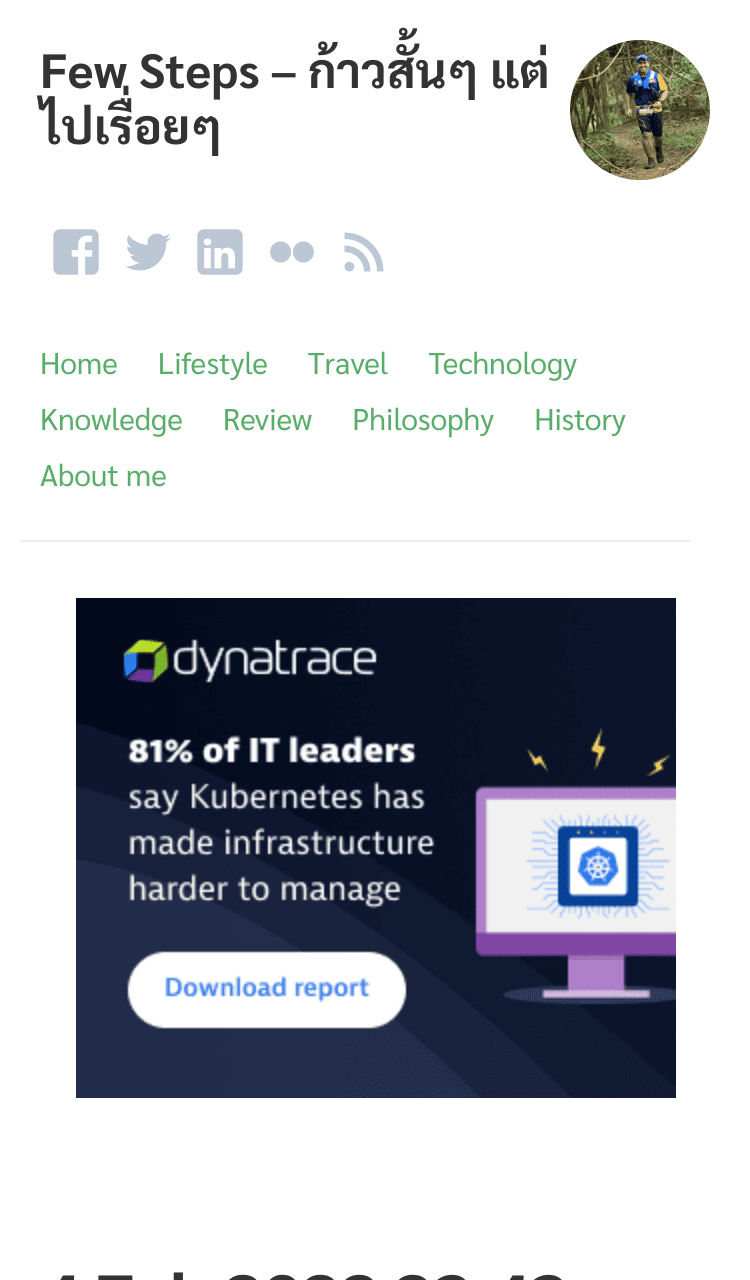 Few Steps – ก้าวสั้นๆ แต่
ไปเรื่อยๆ
Home Lifestyle Travel Technology
Knowledge Review Philosophy History
About me
dynatrace
81% of IT leaders
say Kubernetes has
made infrastructure
harder to manage
Download report